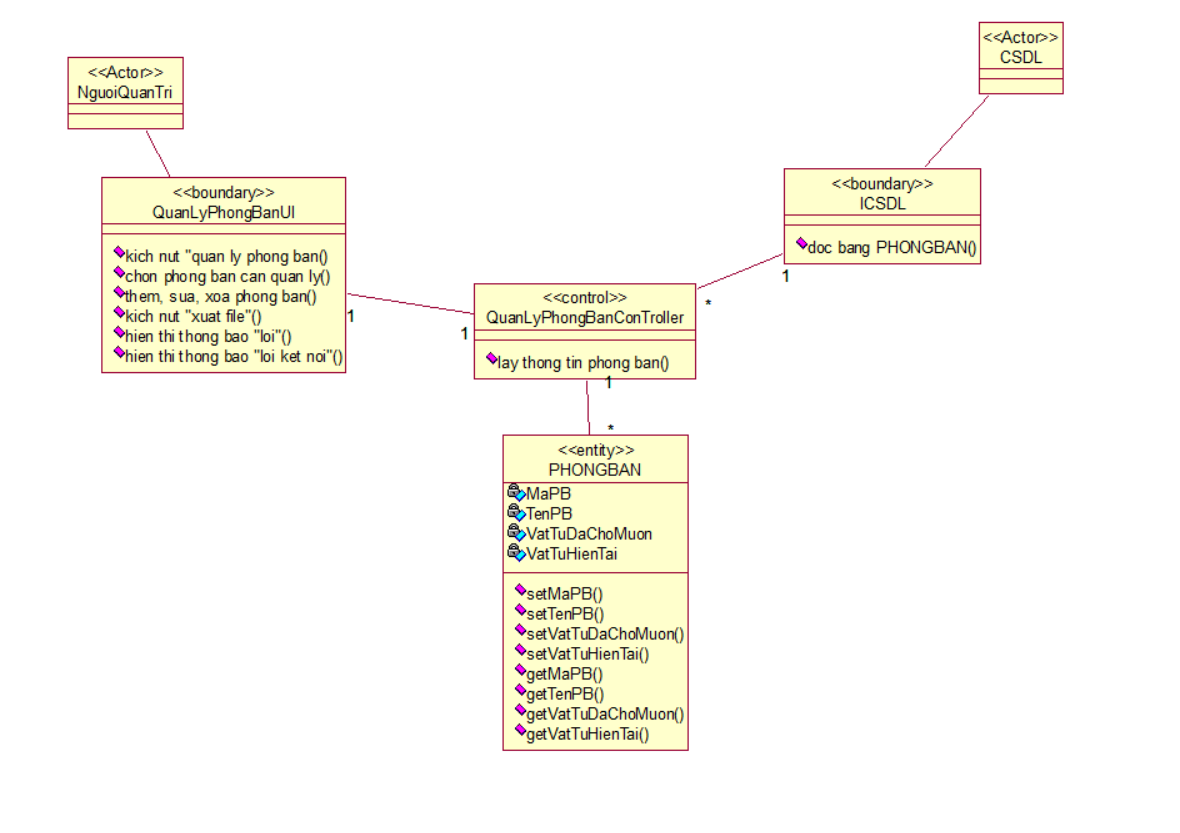 <<Actor>>
NguoiQuanTri
<<Actor>>
CSDL
<<boundary>>
QuanLyPhongBanUI
kich nut "quan ly phong ban()
chon phong ban can quan ly()
them, sua, xoa phong ban()
kich nut "xuat file"()
hien thi thong bao "loi"()
hien thi thong bao "loi ket noi"()
1
1
<<control>>
QuanLyPhongBanConTroller
lay thong tin phong ban()
*
1
<<boundary>>
ICSDL
doc bang PHONGBAN()
1
*
<<entity>>
PHONGBAN
MaPB
TenPB
VatTuDaChoMuon
VatTuHienTai
setMaPB()
setTenPB()
setVatTuDaChoMuon()
setVatTuHienTai()
getMaPB()
getTenPB()
getVatTuDaChoMuon()
getVatTuHienTai()